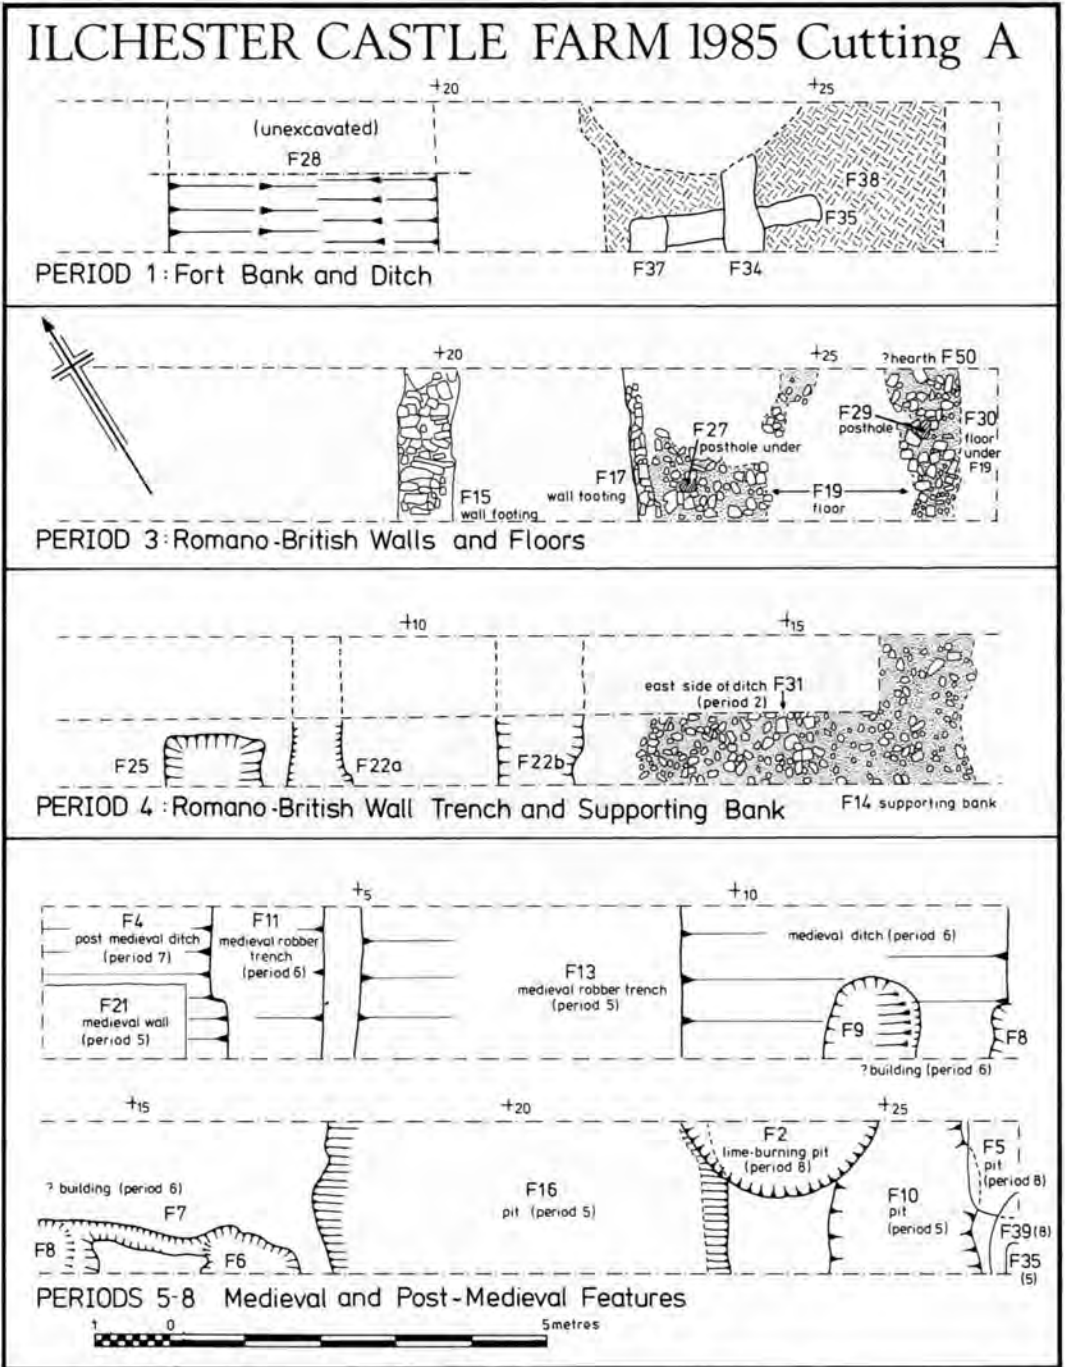 ILCHESTER CASTLE FARM 1985 Cutting A
+20
+25
(unexcavated)
F28
F38
F35
F37
F34
PERIOD 1: Fort Bank and Ditch
+20
+25
?hearth F50
F29
posthole
F30
floor
under
F19
F27
posthole under
F17
wall footing
F15
wall footing
F19
floor
PERIOD 3: Romano-British Walls and Floors
+10
+15
east side of ditch F31
(period 2)
F25
F22a
F22b
F14 supporting bank
PERIOD 4: Romano-British Wall Trench and Supporting Bank
+5
+10
F4
post medieval ditch
(period 7)
F11
medieval robber
trench
(period 6)
medieval ditch (period 6)
F13
medieval robber trench
(period 5)
F21
medieval wall
(period 5)
F9
F8
?building (period 6)
+15
+20
+25
F2
lime-burning pit
(period 8)
F5
pit
(period 8)
? building (period 6)
F7
F16
pit (period 5)
F10
pit
(period 5)
F8
F6
F39(8)
F35
(5)
PERIODS 5-8 Medieval and Post-Medieval Features
1 0 5metres